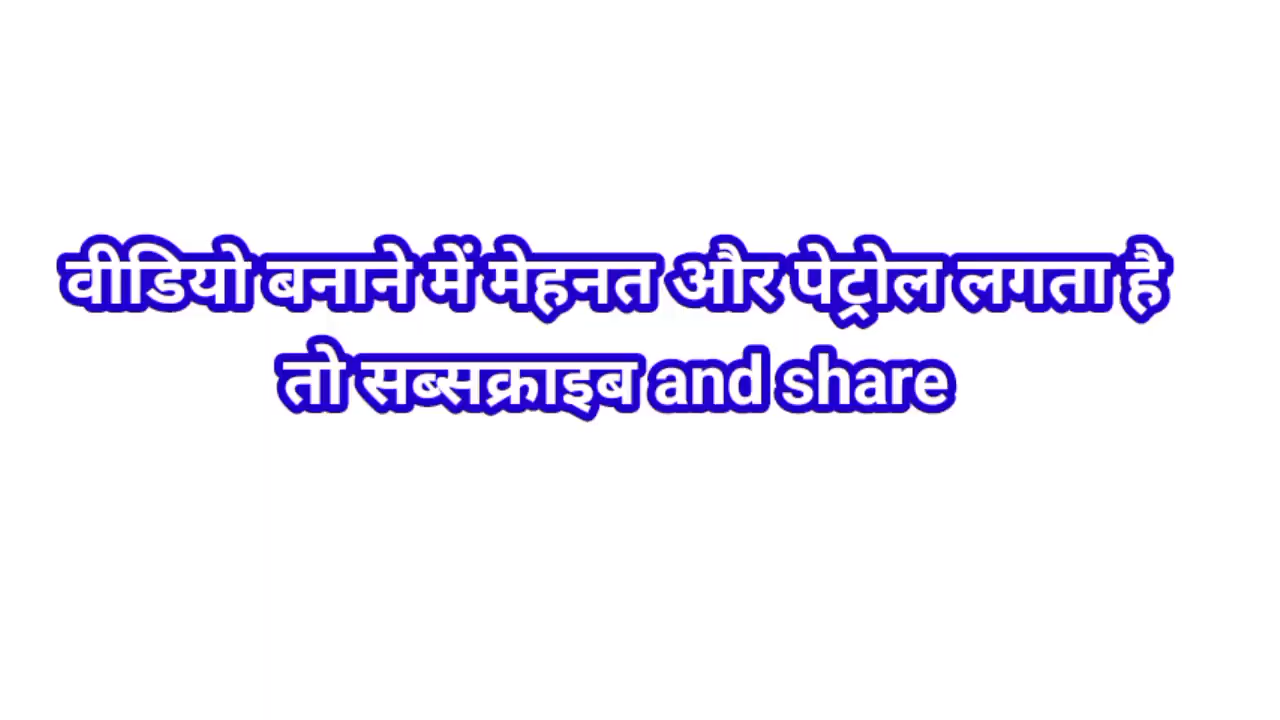 वीडियो बनाने में मेहनत और पेट्रोल लगता है
तो सब्सक्राइब and share